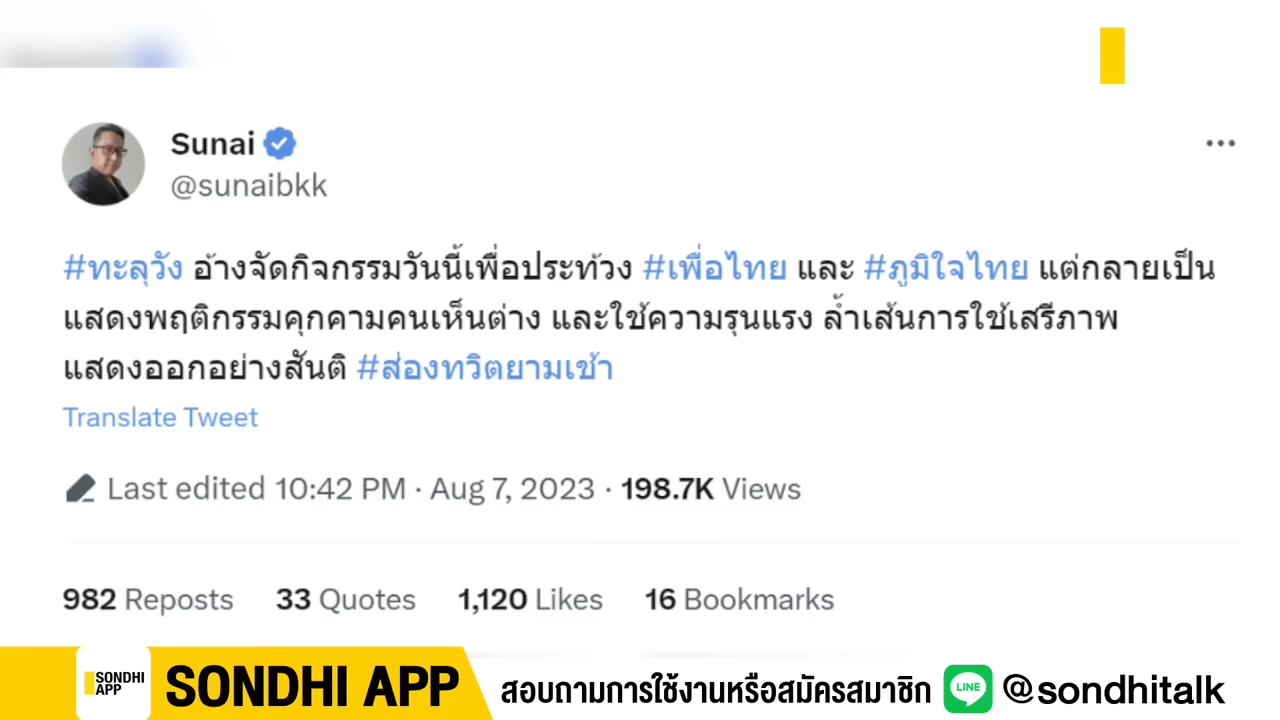 Sunai
@sunaibkk
#ทะลุวัง อ้างจัดกิจกรรมวันนี้เพื่อประท้วง #เพื่อไทย และ #ภูมิใจไทย แต่กลายเป็น
แสดงพฤติกรรมคุกคามคนเห็นต่าง และใช้ความรุนแรง ล้ำเส้นการใช้เสรีภาพ
แสดงออกอย่างสันติ #ส่องทวิตยามเช้า
Translate Tweet
Last edited 10:42 PM · Aug 7, 2023 · 198.7K Views
982 Reposts 33 Quotes 1,120 Likes 16 Bookmarks
SONDHI
APP
SONDHI APP สอบถามการใช้งานหรือสมัครสมาชิก LINE @sondhitalk